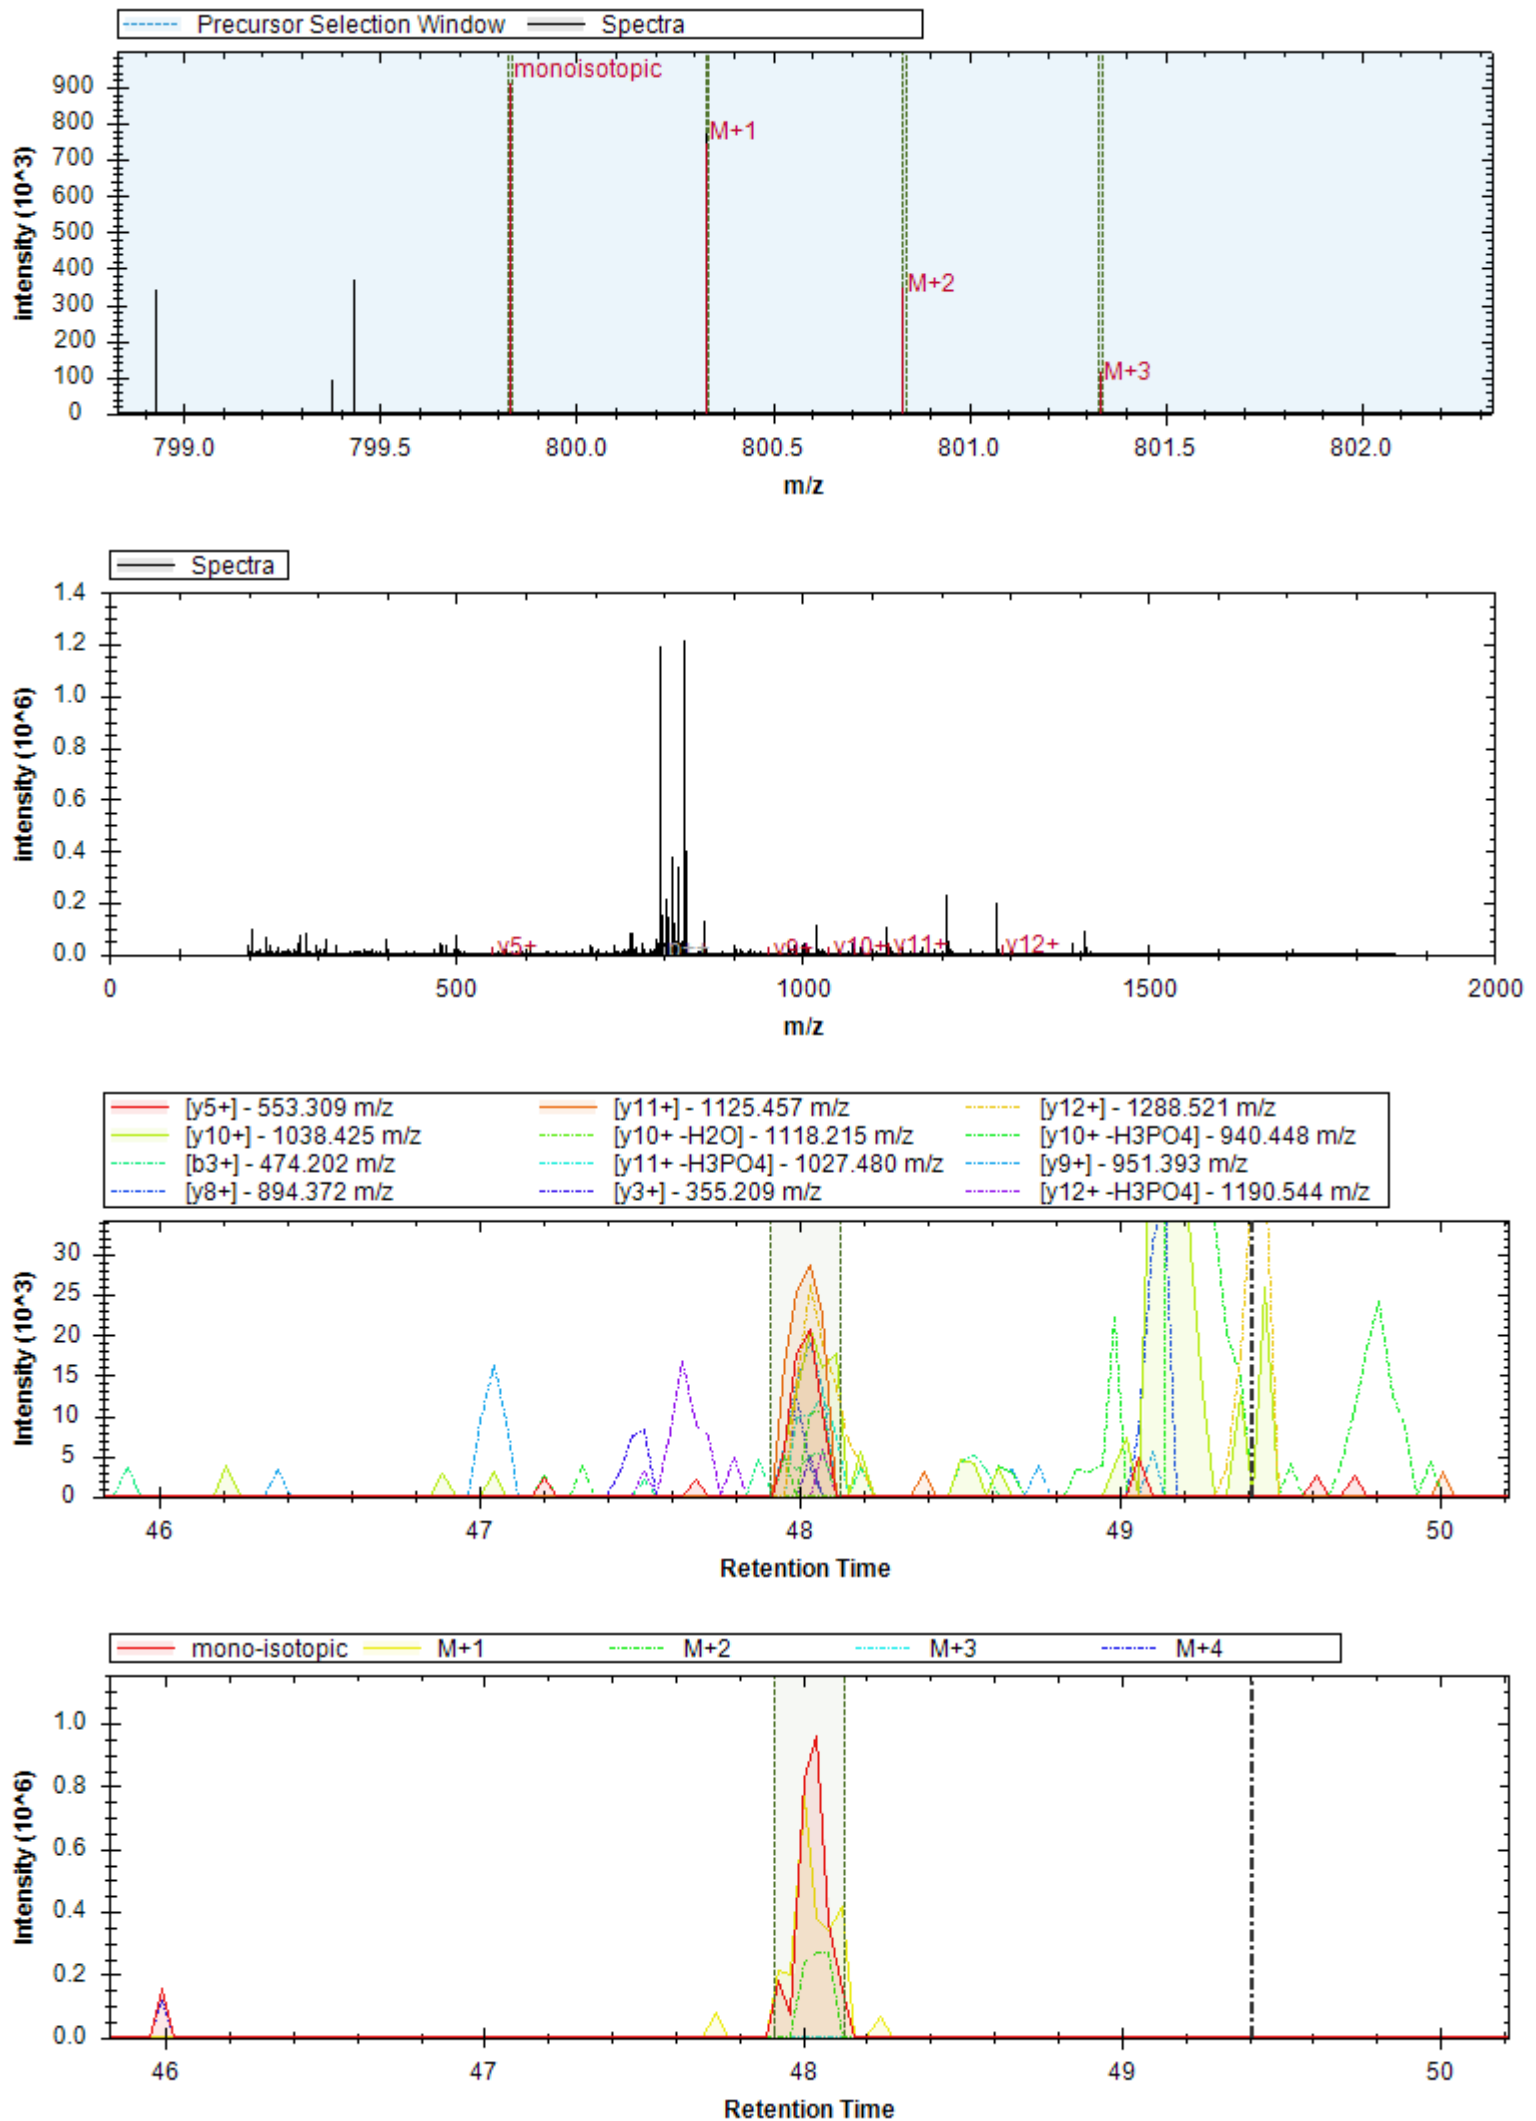 Precursor Selection Window Spectra
monoisotopic
M+1
M+2
M+3
900
800
700
600
500
400
300
200
100
0
intensity (10^3)
799.0 799.5 800.0 800.5 801.0 801.5 802.0
m/z
Spectra
1.4
1.2
1.0
0.8
0.6
0.4
0.2
0.0
intensity (10^6)
y5+ y9+ y10+ y11+ y12+
0 500 1000 1500 2000
m/z
[y5+] - 553.309 m/z [y11+] - 1125.457 m/z [y12+] - 1288.521 m/z
[y10+] - 1038.425 m/z [y10+ -H2O] - 1118.215 m/z [y10+ -H3PO4] - 940.448 m/z
[b3+] - 474.202 m/z [y11+ -H3PO4] - 1027.480 m/z [y9+] - 951.393 m/z
[y8+] - 894.372 m/z [y3+] - 355.209 m/z [y12+ -H3PO4] - 1190.544 m/z
30
25
20
15
10
5
0
Intensity (10^3)
46 47 48 49 50
Retention Time
mono-isotopic M+1 M+2 M+3 M+4
1.0
0.8
0.6
0.4
0.2
0.0
Intensity (10^6)
46 47 48 49 50
Retention Time